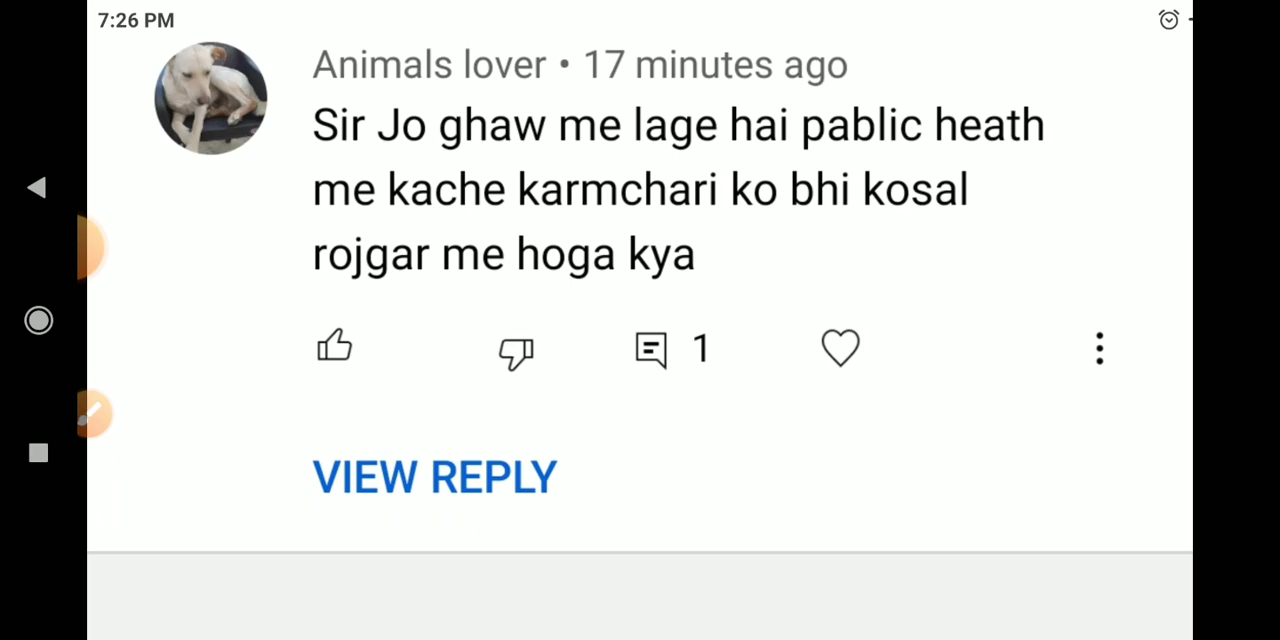 7:26 PM
Animals lover • 17 minutes ago
Sir Jo ghaw me lage hai pablic heath
me kache karmchari ko bhi kosal
rojgar me hoga kya
1
VIEW REPLY